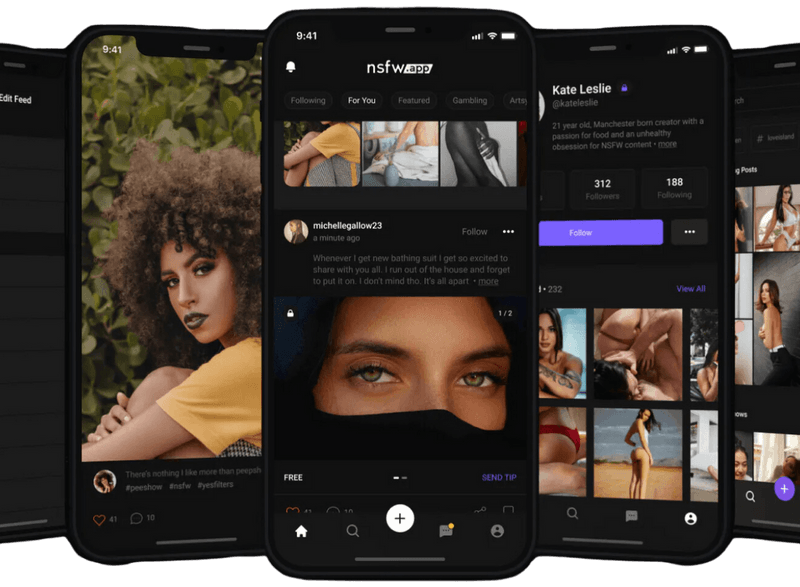 Edit Feed
9:41
There's nothing I like more than peepsh
#peeshow #nsfw #yesfilters
41
10
9:41
nsfw.app
Following
For You
Featured
Gambling
Artsy
michellegallow23
a minute ago
Follow
Whenever I get new bathing suit I get so excited to
share with you all. I run out of the house and forget
to put it on. I don't mind tho. It's all apart • more
1 / 2
FREE
SEND TIP
41
10
Kate Leslie
@kateleslie
21 year old, Manchester born creator with a
passion for food and an unhealthy
obsession for NSFW content • more
312
Followers
188
Following
Follow
• 232
View All
# loveisland
Posts